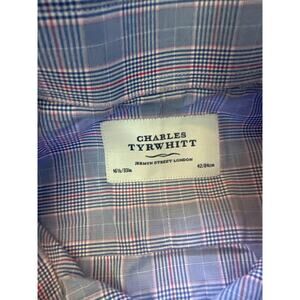 CHARLES
TYRWHITT
JERMYN STREET LONDON
16½/33in 42/84cm